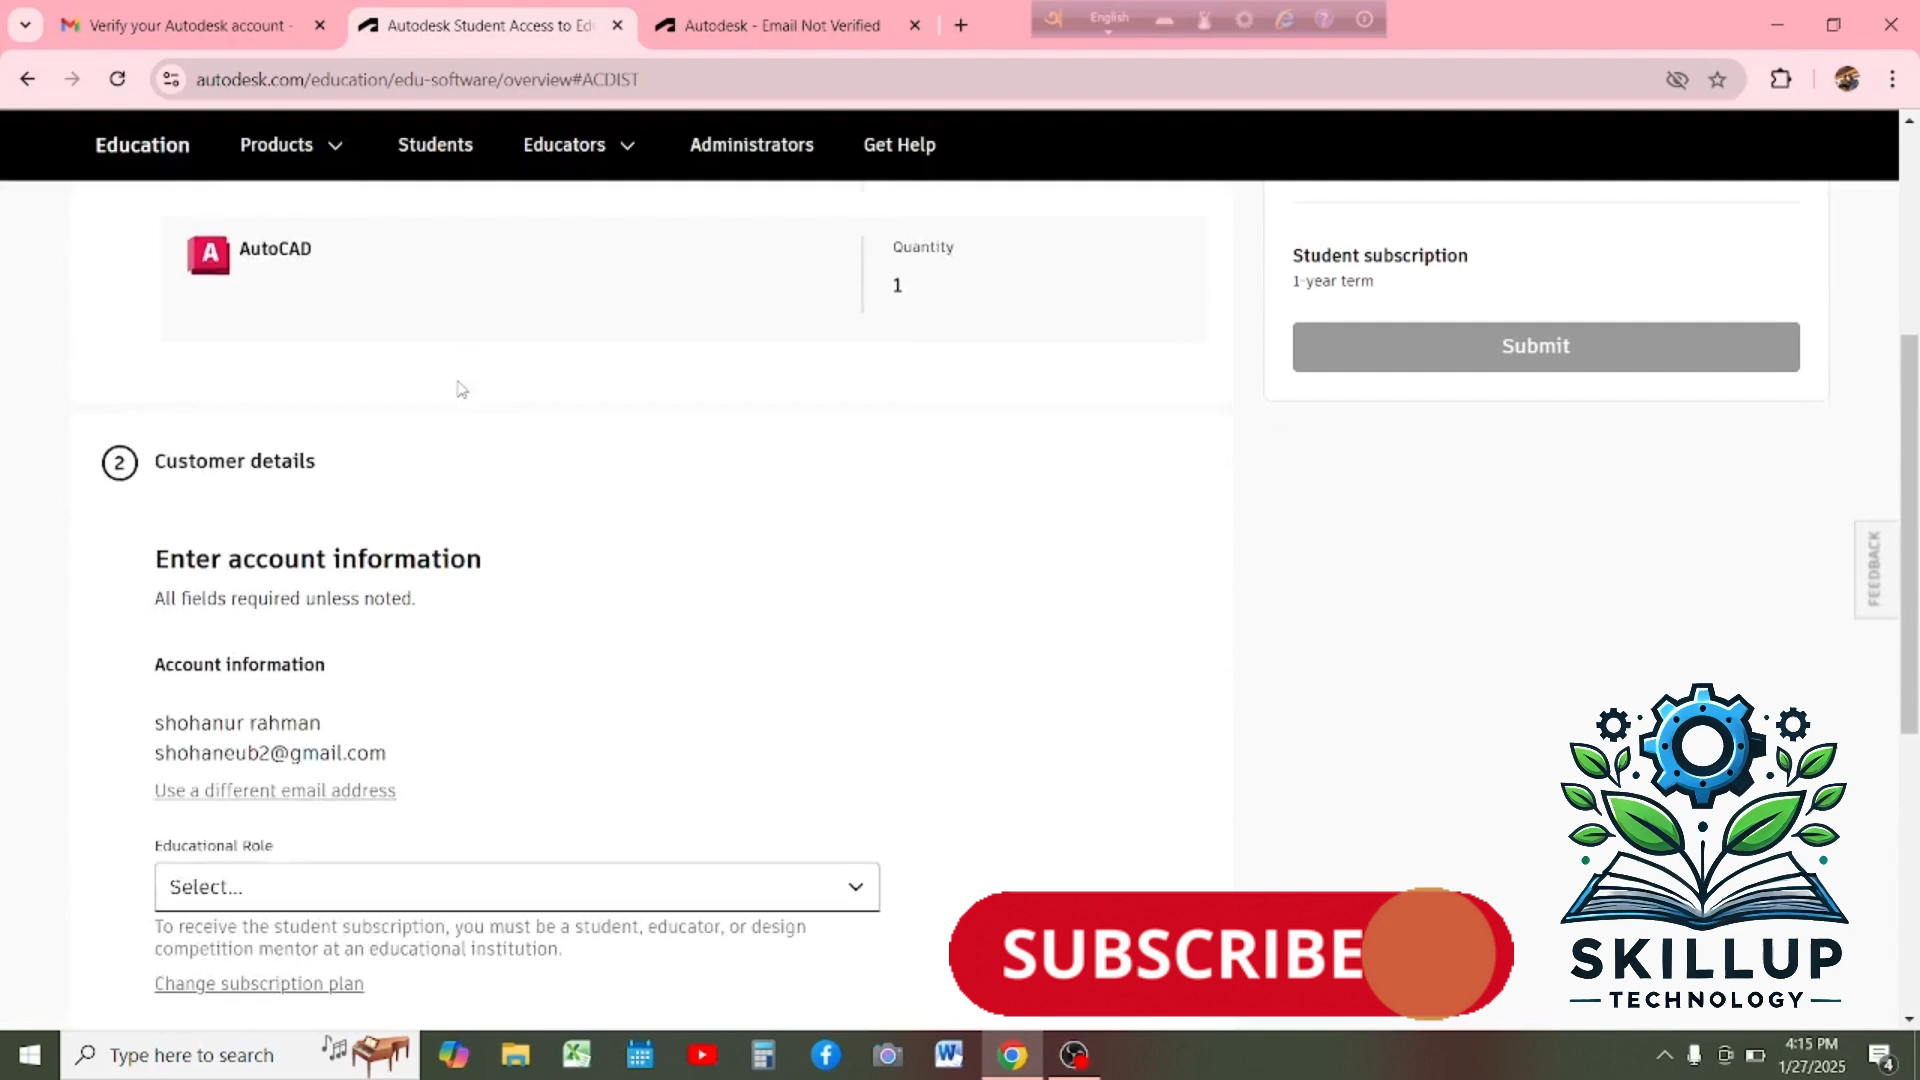 Verify your Autodesk account -
Autodesk Student Access to Ed
Autodesk - Email Not Verified
English
autodesk.com/education/edu-software/overview#ACDIST
Education
Products
Students
Educators
Administrators
Get Help
A
AutoCAD
Quantity
1
Student subscription
1-year term
Submit
2
Customer details
Enter account information
All fields required unless noted.
Account information
shohanur rahman
shohaneub2@gmail.com
Use a different email address
Educational Role
Select...
To receive the student subscription, you must be a student, educator, or design
competition mentor at an educational institution.
Change subscription plan
FEEDBACK
SUBSCRIBE
SKILLUP
TECHNOLOGY
Type here to search
4:15 PM
1/27/2025
4